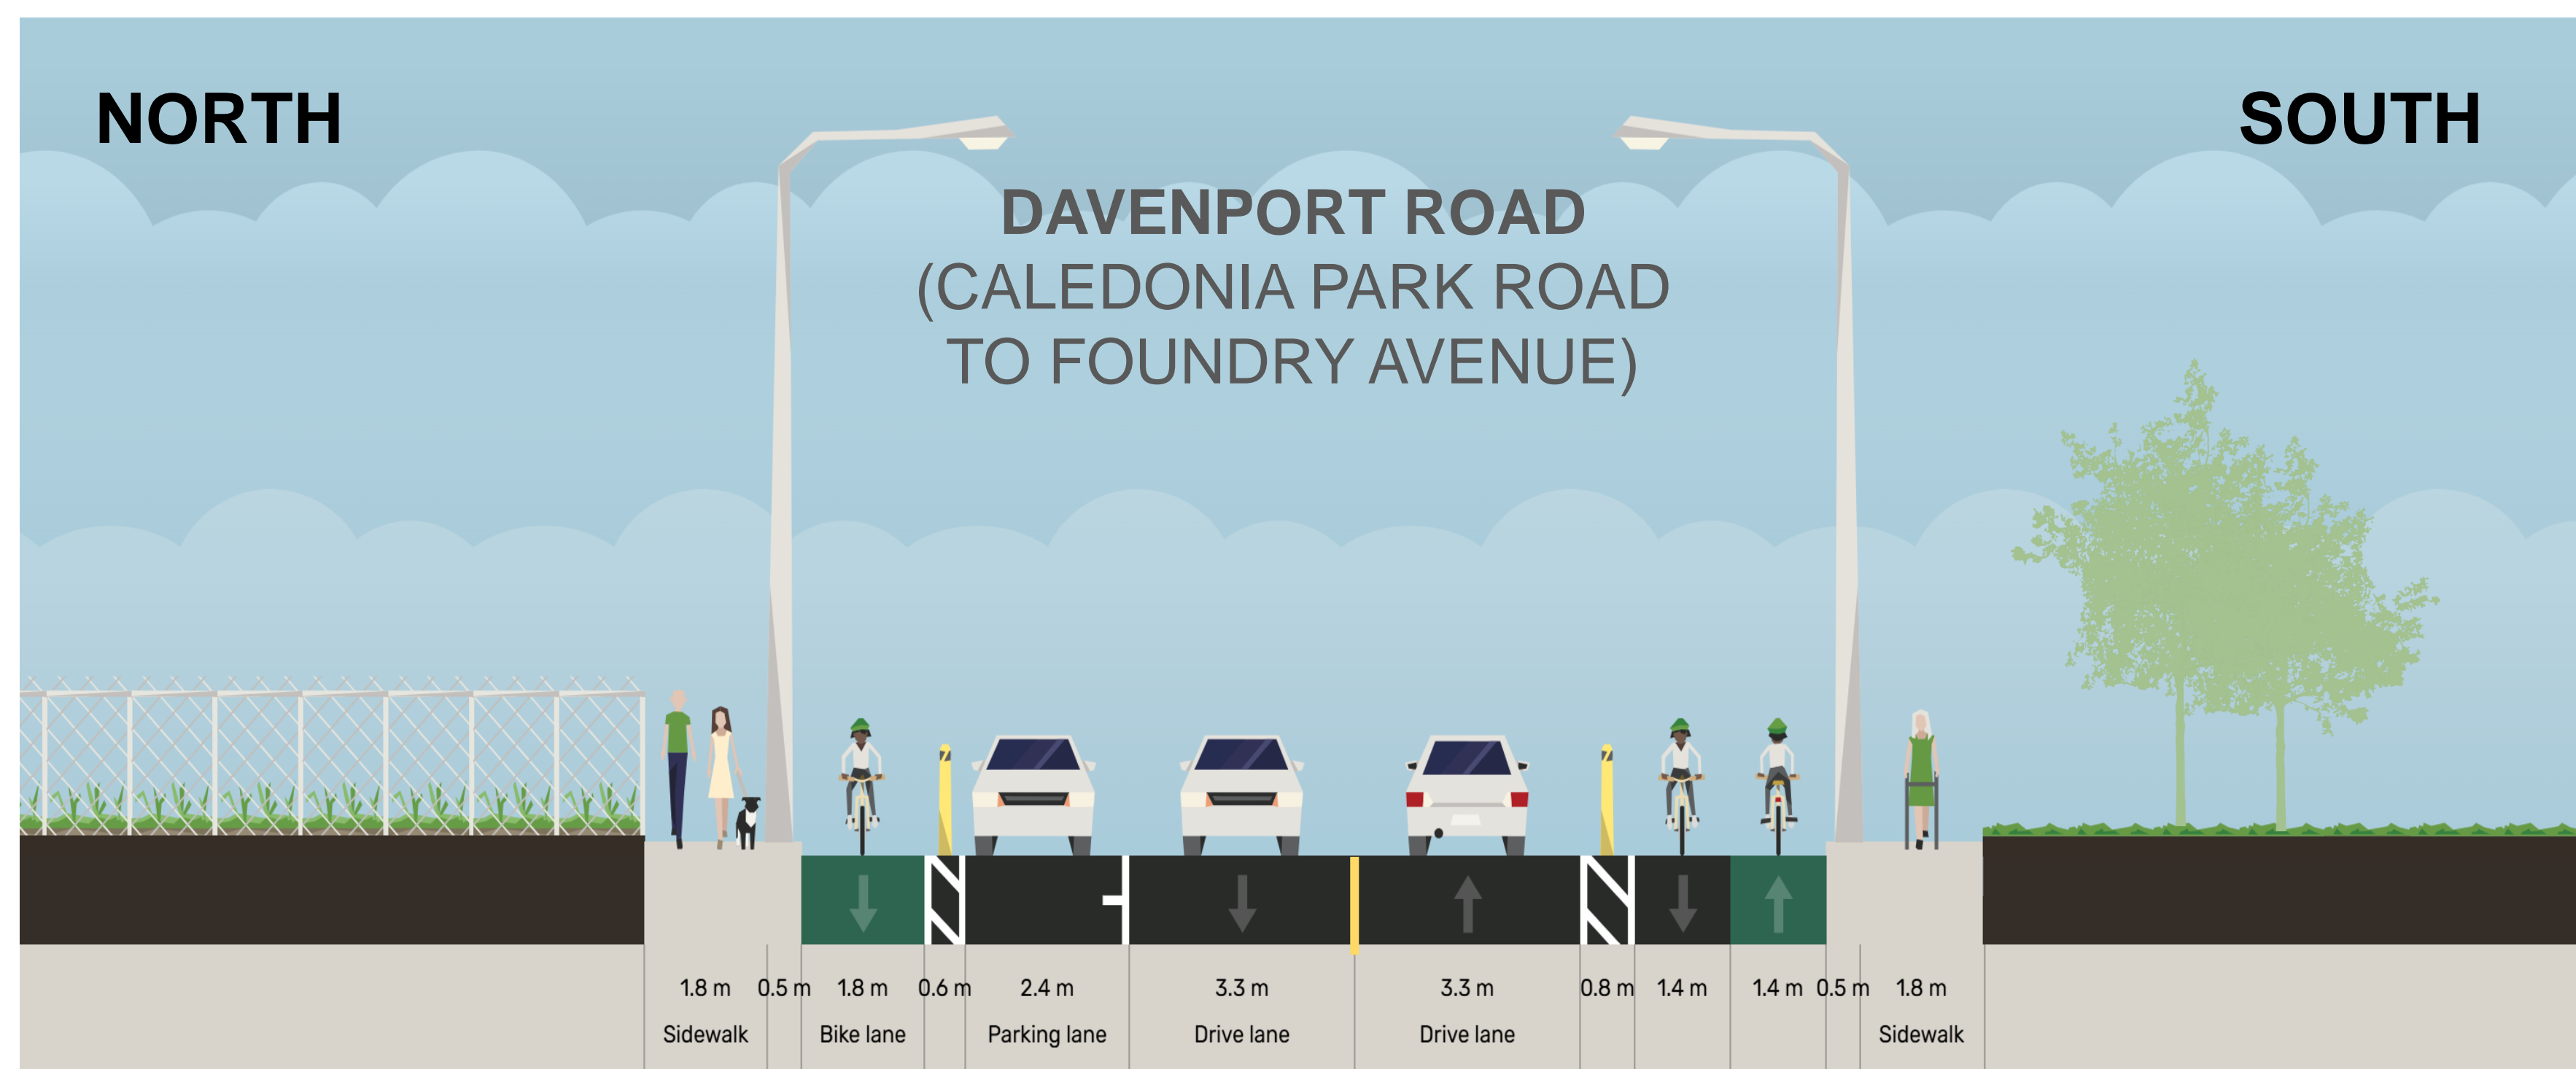 NORTH
SOUTH
DAVENPORT ROAD
(CALEDONIA PARK ROAD
TO FOUNDRY AVENUE)
1.8 m 0.5 m 1.8 m 0.6 m 2.4 m 3.3 m 3.3 m 0.8 m 1.4 m 1.4 m 0.5 m 1.8 m
Sidewalk Bike lane Parking lane Drive lane Drive lane Sidewalk